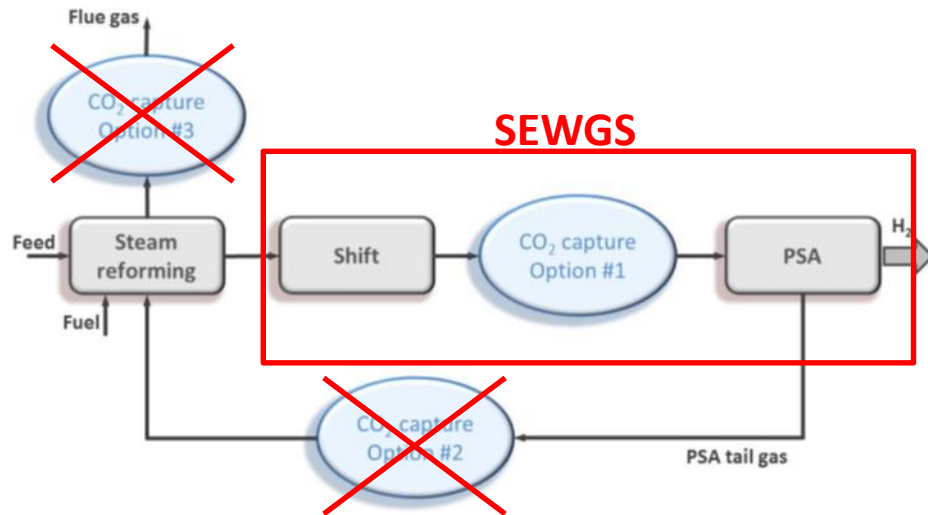 Flue gas
CO₂ capture
Option #3
SEWGS
Feed
Steam
reforming
Shift
CO₂ capture
Option #1
PSA
H₂
Fuel
CO₂ capture
Option #2
PSA tail gas